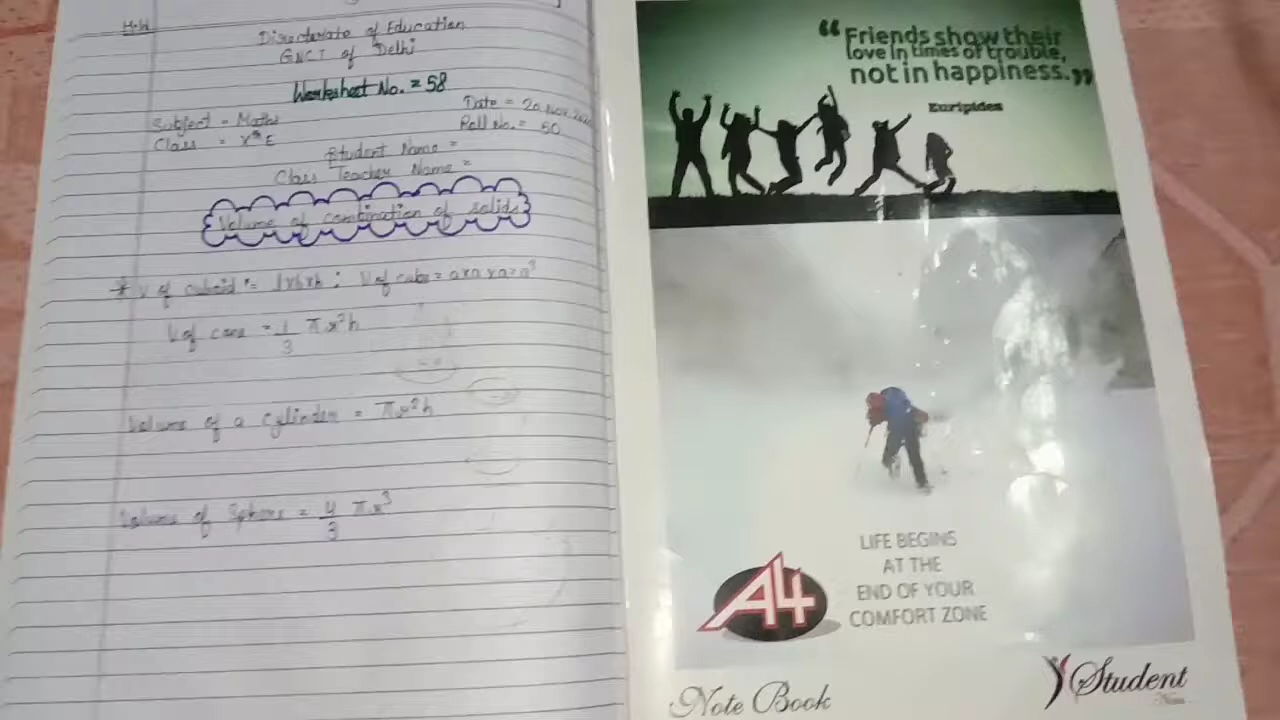 H.W
Directorate of Education
GNCT of Delhi
Worksheet No. = 58
Subject = Maths
Date = 20 Nov.
Class = Xth E
Roll No. = 50
Student Name =
Class Teacher Name =
Volume of combination of solids
* V of cuboid = l×b×h ; V of cube = a×a×a=a³
V of cone = 1/3 πr²h
Volume of a cylinder = πr²h
Volume of Sphere = 4/3 πr³
“Friends show their
love in times of trouble,
not in happiness.”
Euripides
LIFE BEGINS
AT THE
END OF YOUR
COMFORT ZONE
A4
Note Book
Student